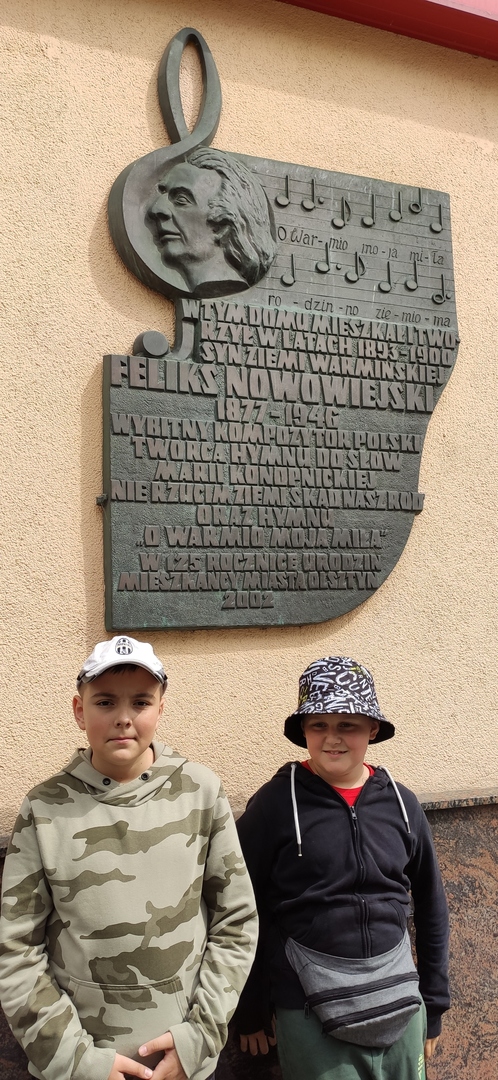 O War- mio mo- ja mi- ła
ro - dzin - no zie - mio - ma
W TYM DOMU MIESZKAŁ I TWO-
RZYŁ W LATACH 1893-1900
SYN ZIEMI WARMIŃSKIEJ
FELIKS NOWOWIEJSKI
1877-1946
WYBITNY KOMPOZYTOR POLSKI
TWÓRCA HYMNU DO SŁÓW
MARII KONOPNICKIEJ
NIE RZUCIM ZIEMI SKĄD NASZ RÓD
ORAZ HYMNU
„O WARMIO MOJA MIŁA"
W 125 ROCZNICĘ URODZIN
MIESZKAŃCY MIASTA OLSZTYNA
2002